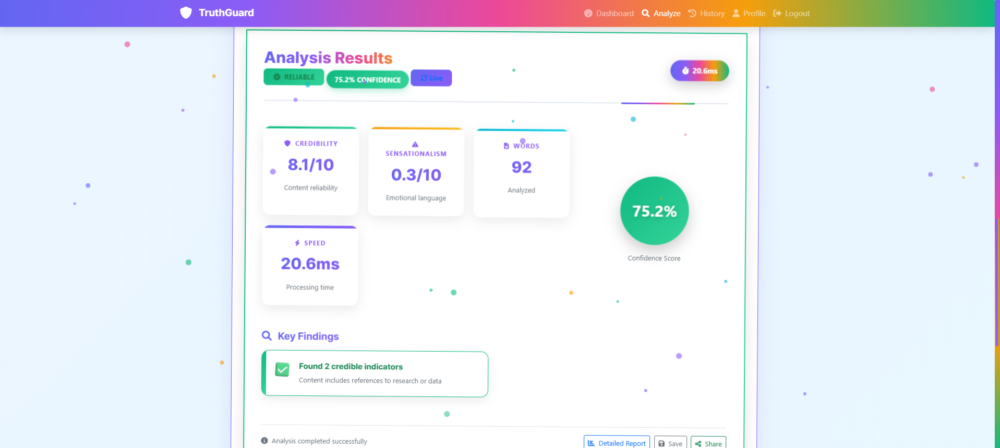 TruthGuard
Dashboard Analyze History Profile Logout
Analysis Results
RELIABLE 75.2% CONFIDENCE Live
20.6ms
CREDIBILITY
8.1/10
Content reliability
SENSATIONALISM
0.3/10
Emotional language
WORDS
92
Analyzed
75.2%
Confidence Score
SPEED
20.6ms
Processing time
Key Findings
Found 2 credible indicators
Content includes references to research or data
Analysis completed successfully
Detailed Report Save Share